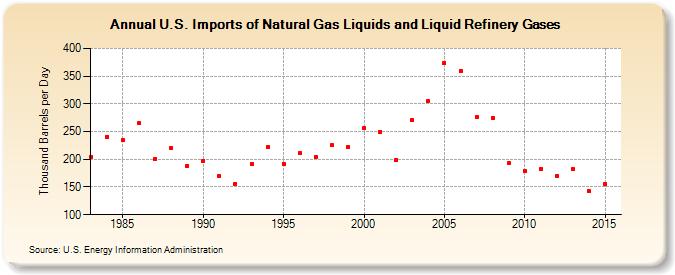 Annual U.S. Imports of Natural Gas Liquids and Liquid Refinery Gases
Thousand Barrels per Day
400
350
300
250
200
150
100
1985 1990 1995 2000 2005 2010 2015
Source: U.S. Energy Information Administration